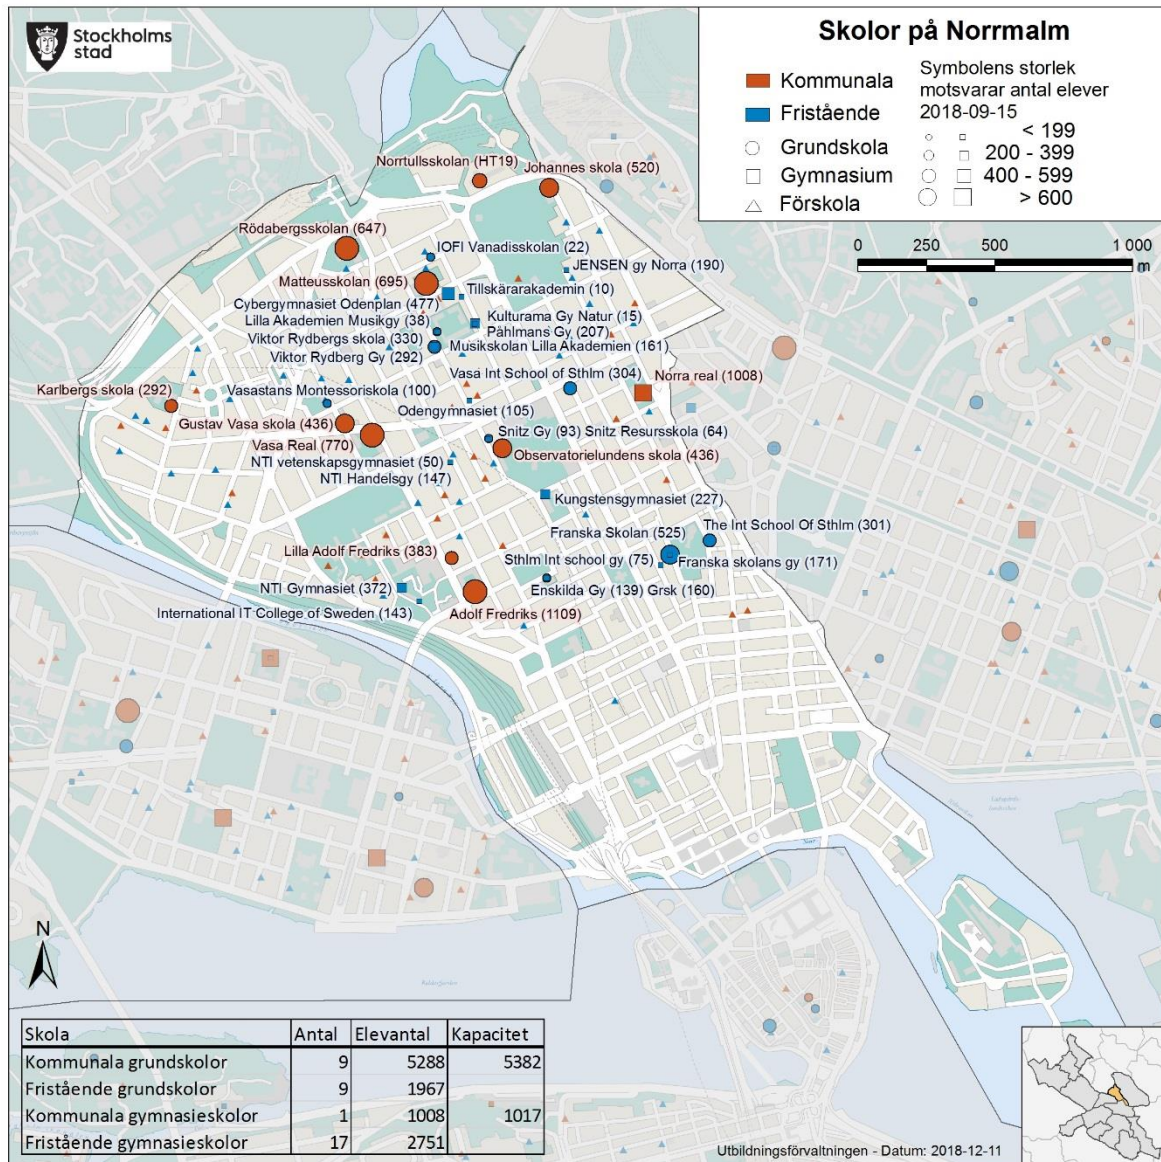 Stockholms
stad
Skolor på Norrmalm
Kommunala
Fristående
Grundskola
Gymnasium
Förskola
Symbolens storlek
motsvarar antal elever
2018-09-15
< 199
200 - 399
400 - 599
> 600
0 250 500 1 000
m
Norrtullsskolan (HT19)
Johannes skola (520)
Rödabergsskolan (647)
IOFI Vanadisskolan (22)
JENSEN gy Norra (190)
Matteusskolan (695)
Tillskärarakademin (10)
Cybergymnasiet Odenplan (477)
Kulturama Gy Natur (15)
Lilla Akademien Musikgy (38)
Påhlmans Gy (207)
Viktor Rydbergs skola (330)
Musikskolan Lilla Akademien (161)
Viktor Rydberg Gy (292)
Vasa Int School of Sthlm (304)
Norra real (1008)
Karlbergs skola (292)
Vasastans Montessoriskola (100)
Odengymnasiet (105)
Gustav Vasa skola (436)
Snitz Gy (93) Snitz Resursskola (64)
Vasa Real (770)
Observatorielundens skola (436)
NTI vetenskapsgymnasiet (50)
NTI Handelsgy (147)
Kungstensgymnasiet (227)
The Int School Of Sthlm (301)
Franska Skolan (525)
Lilla Adolf Fredriks (383)
Sthlm Int school gy (75)
Franska skolans gy (171)
NTI Gymnasiet (372)
Enskilda Gy (139) Grsk (160)
International IT College of Sweden (143)
Adolf Fredriks (1109)
N
Skola Antal Elevantal Kapacitet
Kommunala grundskolor 9 5288 5382
Fristående grundskolor 9 1967
Kommunala gymnasieskolor 1 1008 1017
Fristående gymnasieskolor 17 2751
Utbildningsförvaltningen - Datum: 2018-12-11